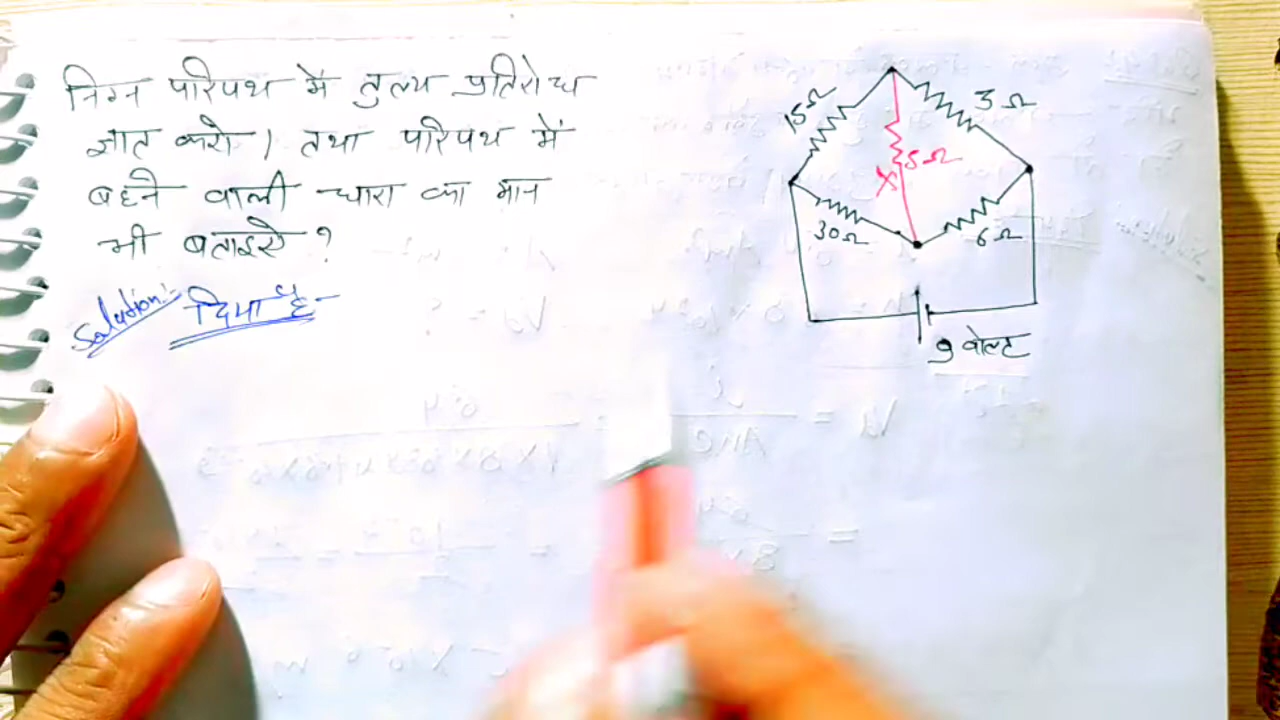 निम्न परिपथ में तुल्य प्रतिरोध
ज्ञात करो। तथा परिपथ में
बहने वाली धारा का मान
भी बताइये ?
Solution:- दिया है-
15Ω
3Ω
5Ω
X
30Ω
6Ω
9 वोल्ट